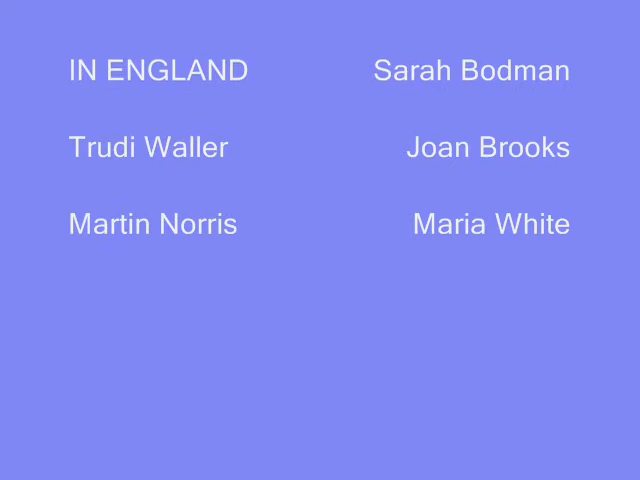 IN ENGLAND Sarah Bodman
Trudi Waller Joan Brooks
Martin Norris Maria White